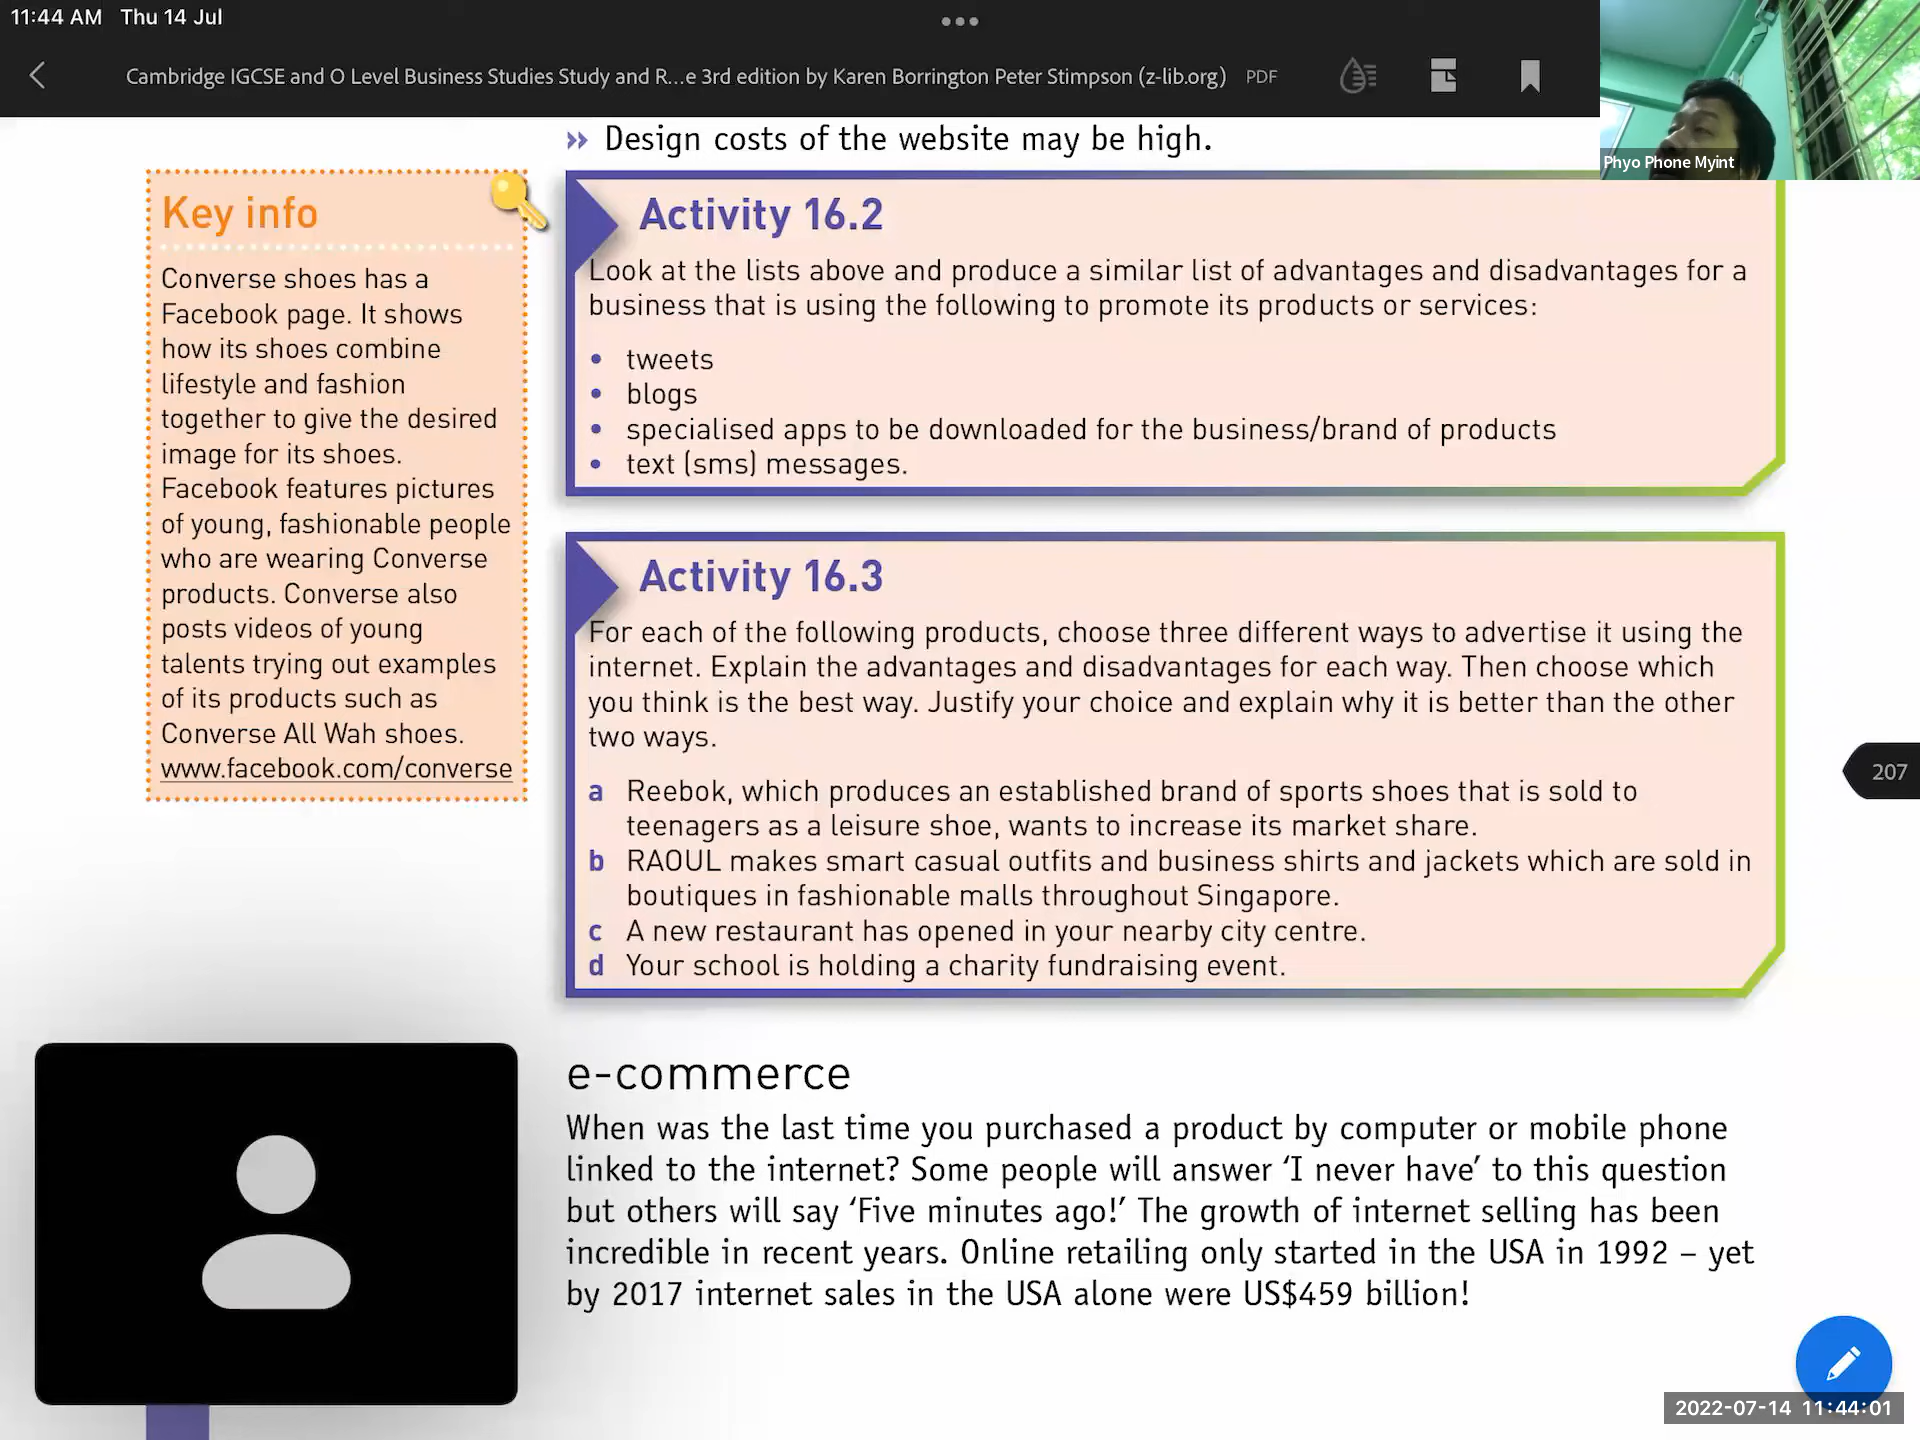 11:44 AM Thu 14 Jul
Cambridge IGCSE and O Level Business Studies Study and R...e 3rd edition by Karen Borrington Peter Stimpson (z-lib.org) PDF
Phyo Phone Myint
» Design costs of the website may be high.
Key info
Converse shoes has a
Facebook page. It shows
how its shoes combine
lifestyle and fashion
together to give the desired
image for its shoes.
Facebook features pictures
of young, fashionable people
who are wearing Converse
products. Converse also
posts videos of young
talents trying out examples
of its products such as
Converse All Wah shoes.
www.facebook.com/converse
Activity 16.2
Look at the lists above and produce a similar list of advantages and disadvantages for a
business that is using the following to promote its products or services:
• tweets
• blogs
• specialised apps to be downloaded for the business/brand of products
• text (sms) messages.
Activity 16.3
For each of the following products, choose three different ways to advertise it using the
internet. Explain the advantages and disadvantages for each way. Then choose which
you think is the best way. Justify your choice and explain why it is better than the other
two ways.
a Reebok, which produces an established brand of sports shoes that is sold to
teenagers as a leisure shoe, wants to increase its market share.
b RAOUL makes smart casual outfits and business shirts and jackets which are sold in
boutiques in fashionable malls throughout Singapore.
c A new restaurant has opened in your nearby city centre.
d Your school is holding a charity fundraising event.
207
e-commerce
When was the last time you purchased a product by computer or mobile phone
linked to the internet? Some people will answer ‘I never have’ to this question
but others will say ‘Five minutes ago!’ The growth of internet selling has been
incredible in recent years. Online retailing only started in the USA in 1992 – yet
by 2017 internet sales in the USA alone were US$459 billion!
2022-07-14 11:44:01